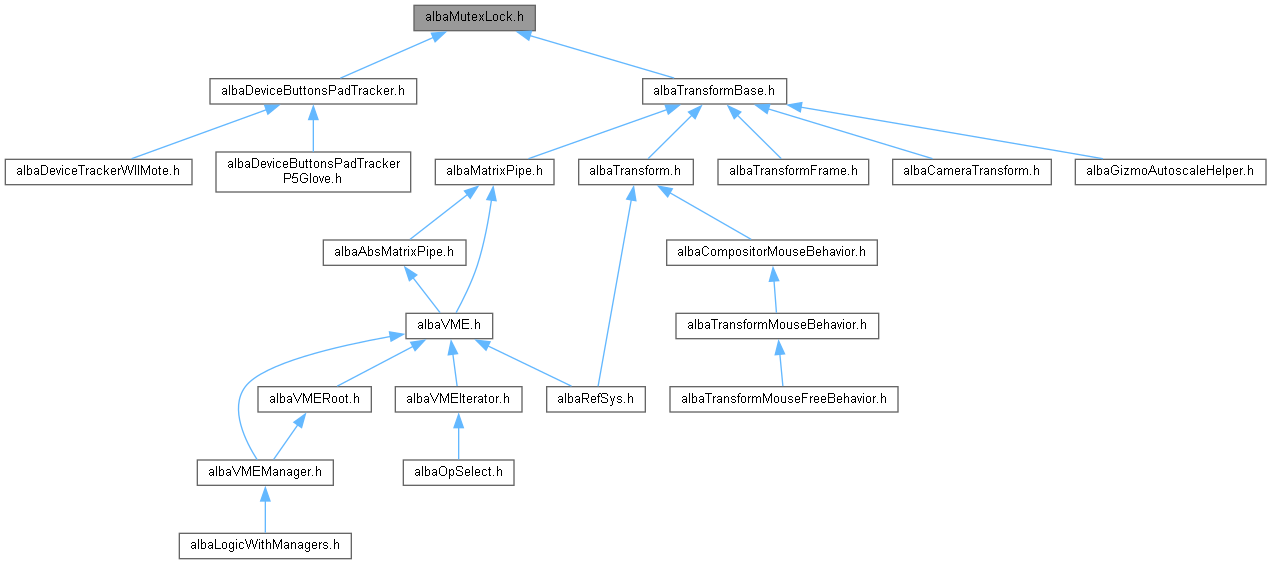 albaMutexLock.h
albaDeviceButtonsPadTracker.h
albaTransformBase.h
albaDeviceTrackerWIIMote.h
albaDeviceButtonsPadTracker
P5Glove.h
albaMatrixPipe.h
albaTransform.h
albaTransformFrame.h
albaCameraTransform.h
albaGizmoAutoscaleHelper.h
albaAbsMatrixPipe.h
albaCompositorMouseBehavior.h
albaVME.h
albaTransformMouseBehavior.h
albaVMERoot.h
albaVMEIterator.h
albaRefSys.h
albaTransformMouseFreeBehavior.h
albaVMEManager.h
albaOpSelect.h
albaLogicWithManagers.h